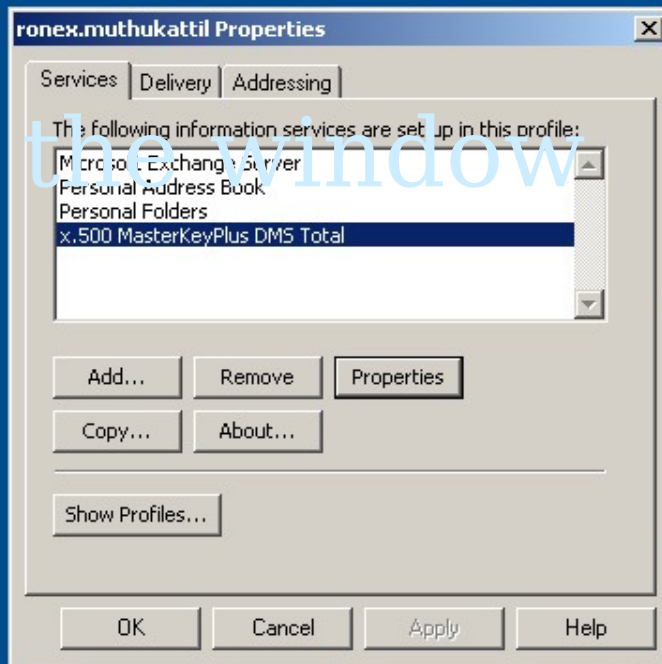 ronex.muthukattil Properties
Services Delivery Addressing
The following information services are set up in this profile:
the window
Microsoft Exchange Server
Personal Address Book
Personal Folders
x.500 MasterKeyPlus DMS Total
Add... Remove Properties
Copy... About...
Show Profiles...
OK Cancel Apply Help